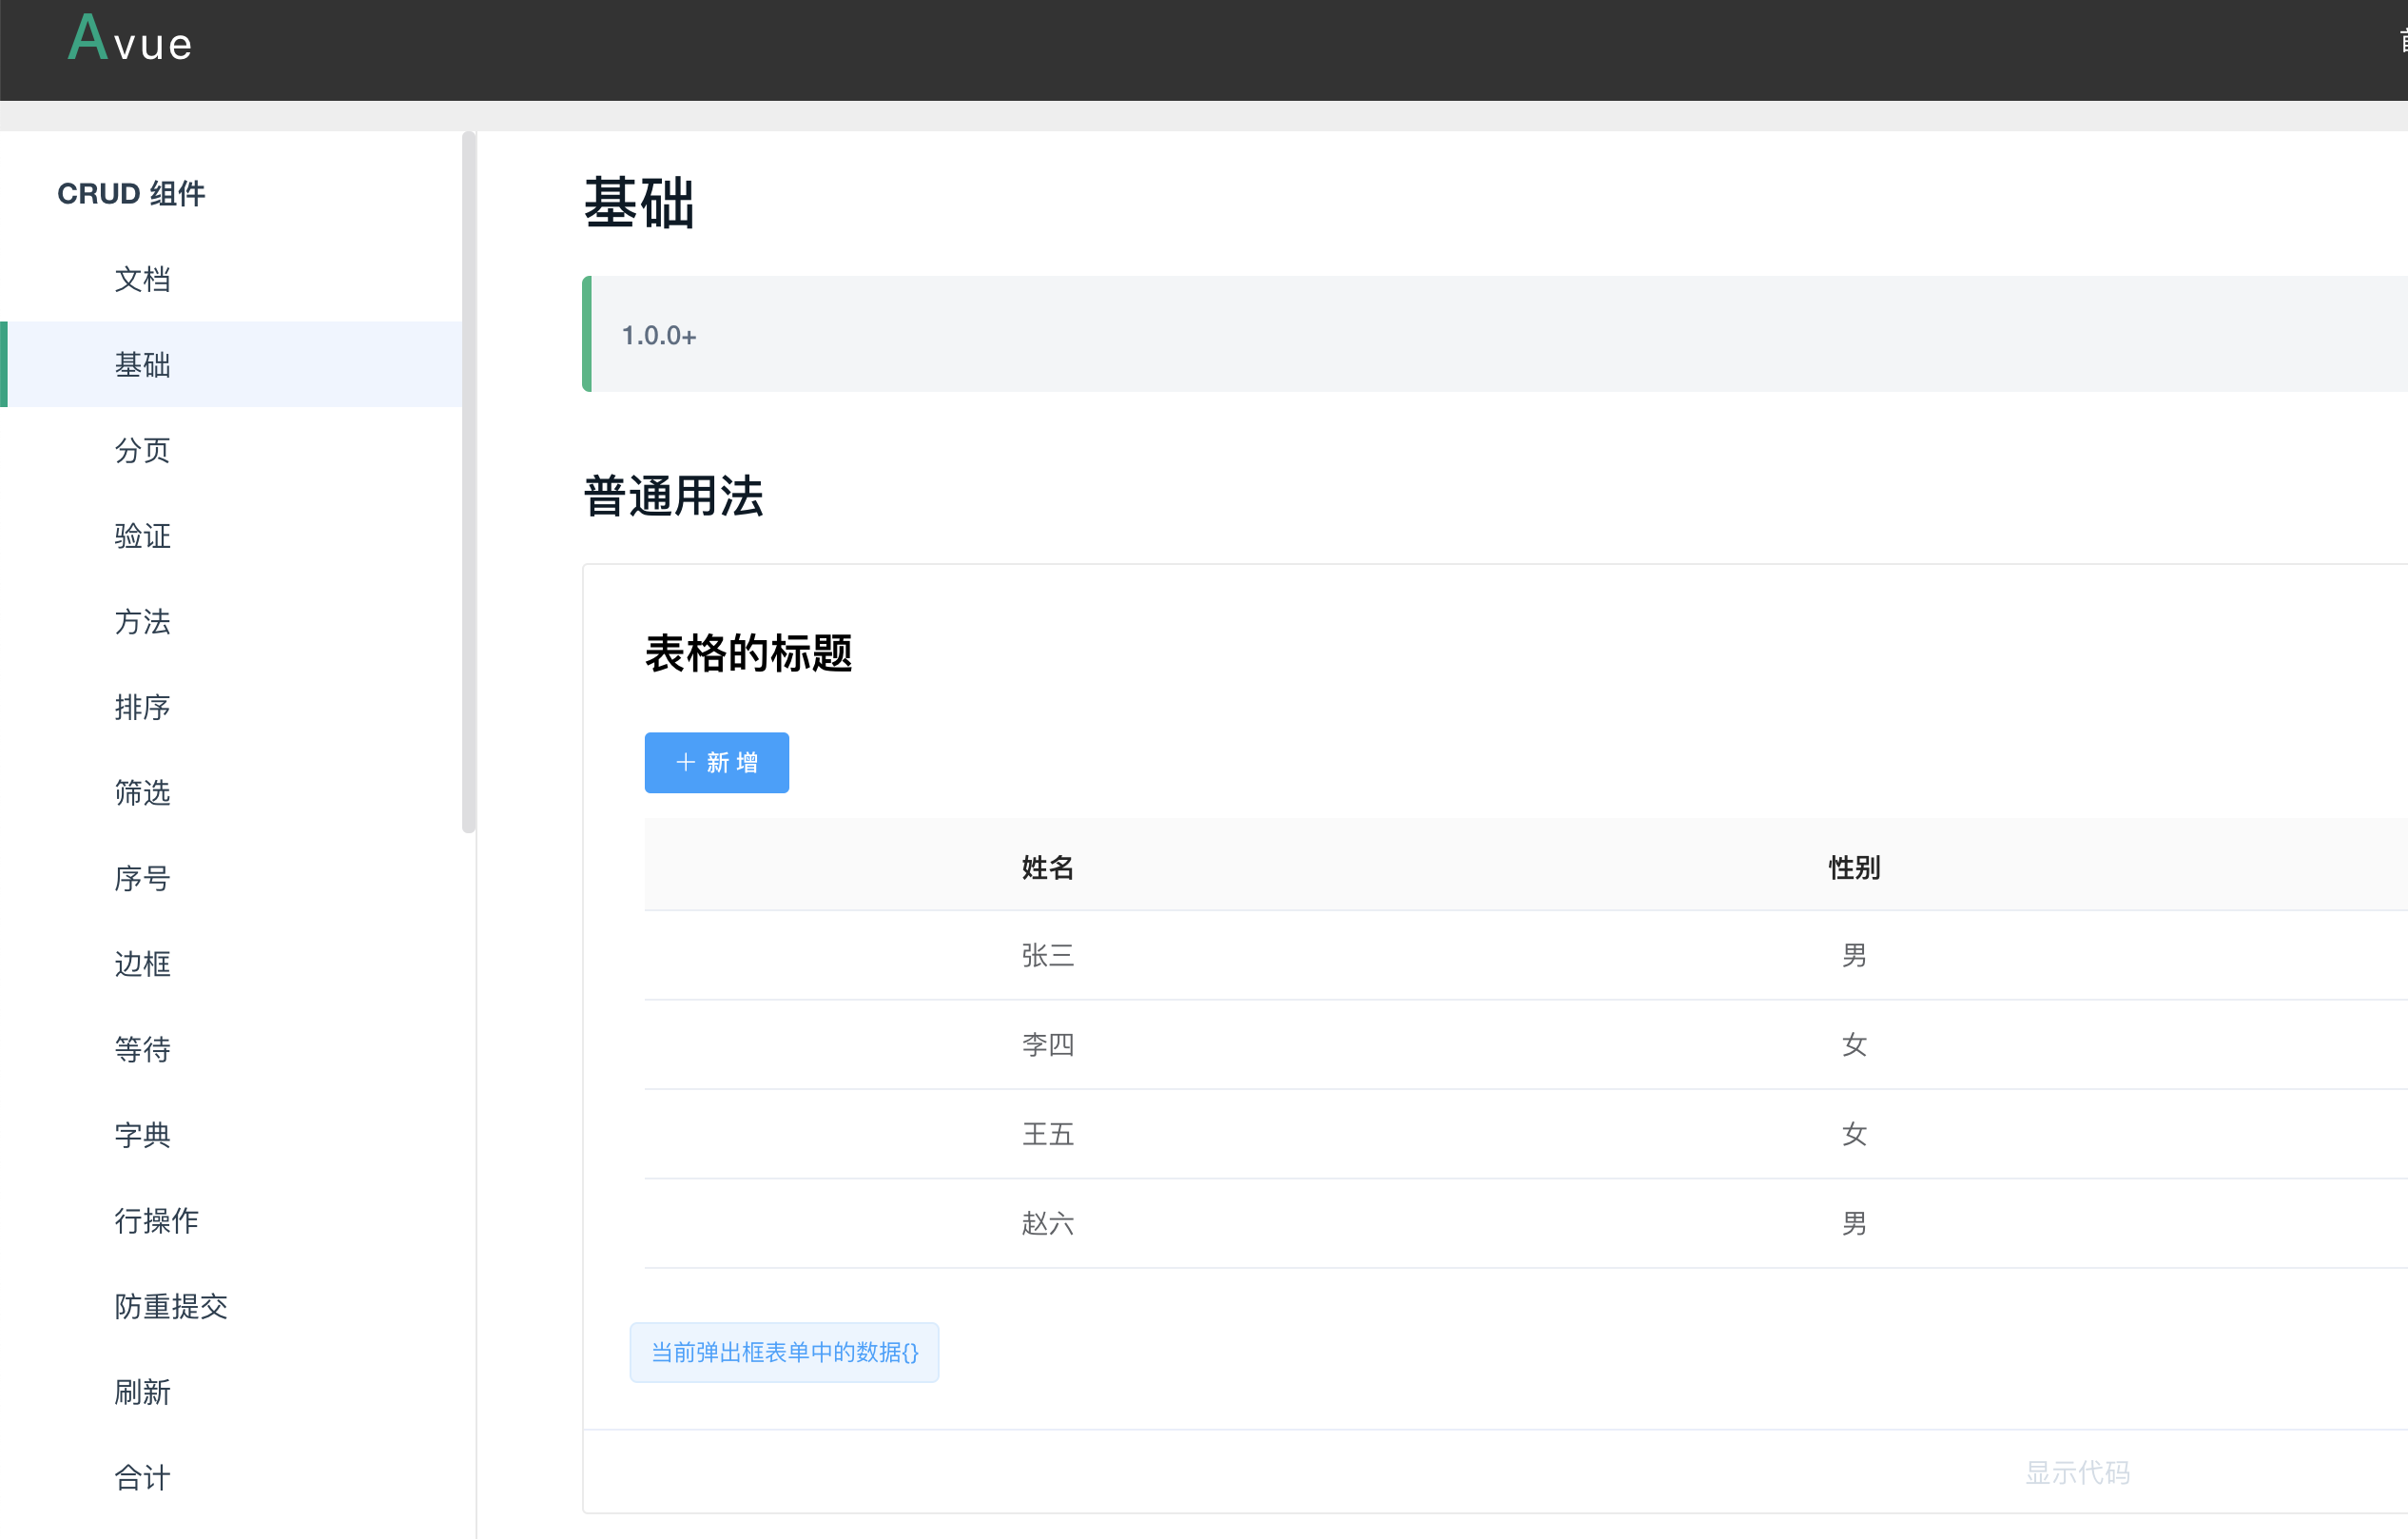 Avue
CRUD 组件
文档
基础
分页
验证
方法
排序
筛选
序号
边框
等待
字典
行操作
防重提交
刷新
合计
基础
1.0.0+
普通用法
表格的标题
新 增
姓名 性别
张三 男
李四 女
王五 女
赵六 男
当前弹出框表单中的数据{}
显示代码